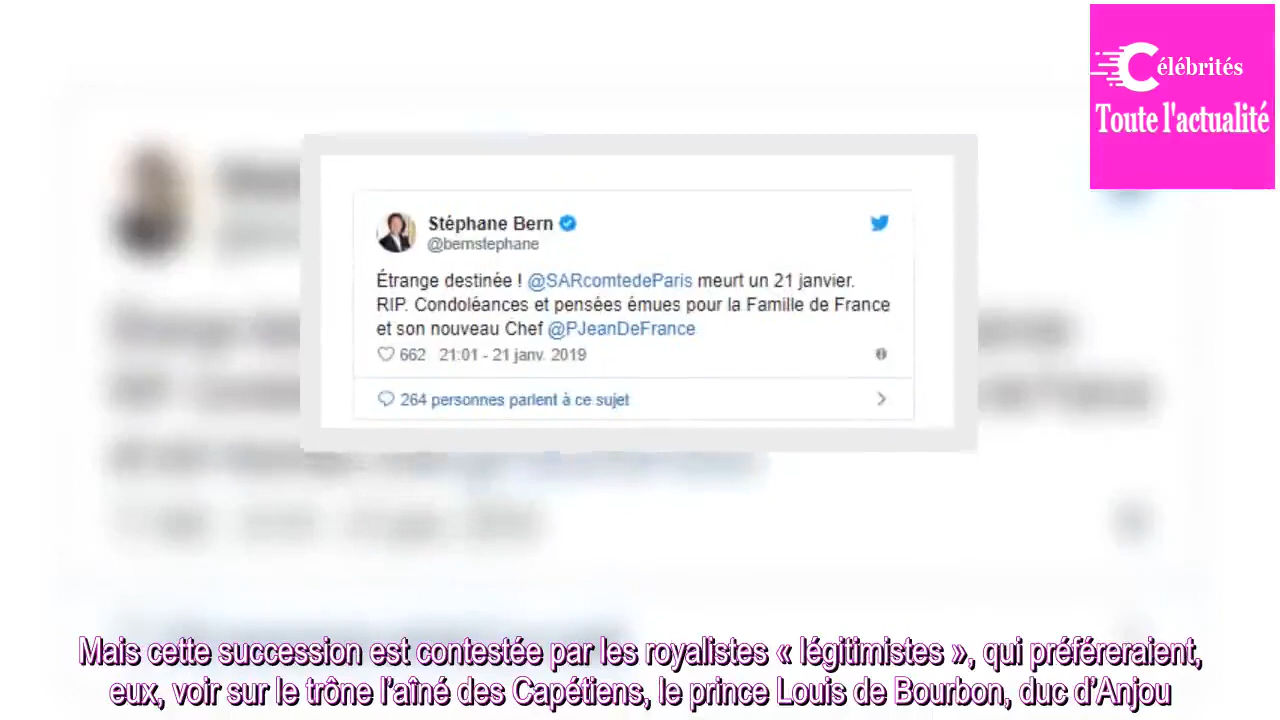 Célébrités
Toute l'actualité
Stéphane Bern
@bernstephane
Étrange destinée ! @SARcomtedeParis meurt un 21 janvier.
RIP. Condoléances et pensées émues pour la Famille de France
et son nouveau Chef @PJeanDeFrance
662 21:01 - 21 janv. 2019
264 personnes parlent à ce sujet
Mais cette succession est contestée par les royalistes « légitimistes », qui préféreraient,
eux, voir sur le trône l’aîné des Capétiens, le prince Louis de Bourbon, duc d’Anjou